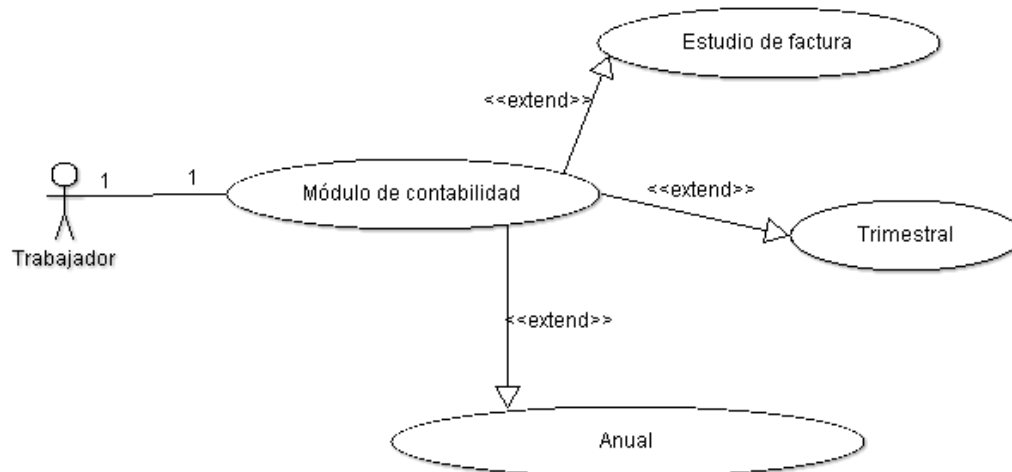 Estudio de factura
<<extend>>
1
1
Módulo de contabilidad
<<extend>>
Trabajador
Trimestral
<<extend>>
Anual